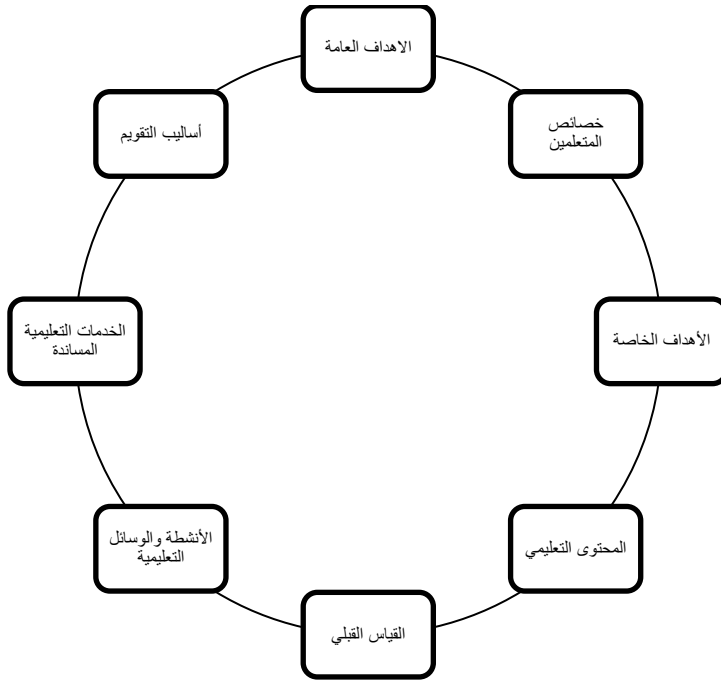 الاهداف العامة
خصائص
المتعلمين
الأهداف الخاصة
المحتوى التعليمي
القياس القبلي
الأنشطة والوسائل
التعليمية
الخدمات التعليمية
المساندة
أساليب التقويم